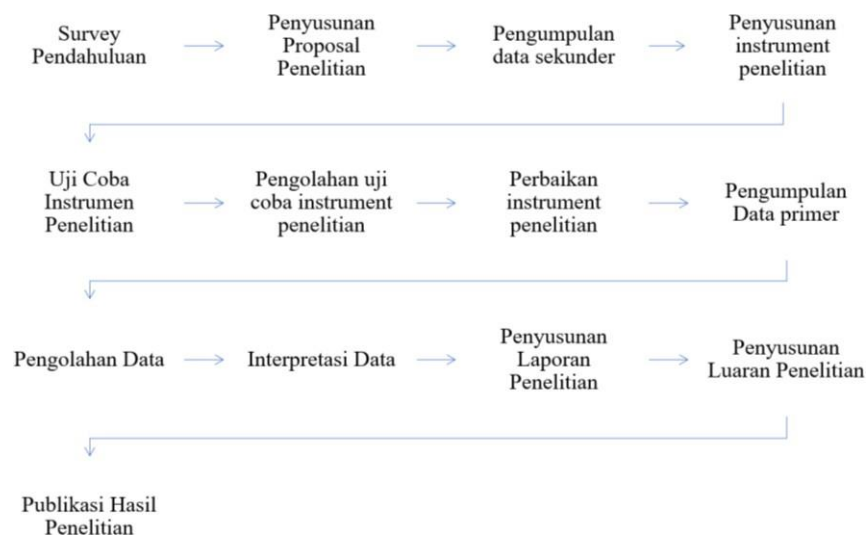 Survey
Pendahuluan
Penyusunan
Proposal
Penelitian
Pengumpulan
data sekunder
Penyusunan
instrument
penelitian
Uji Coba
Instrumen
Penelitian
Pengolahan uji
coba instrument
penelitian
Perbaikan
instrument
penelitian
Pengumpulan
Data primer
Pengolahan Data
Interpretasi Data
Penyusunan
Laporan
Penelitian
Penyusunan
Luaran Penelitian
Publikasi Hasil
Penelitian